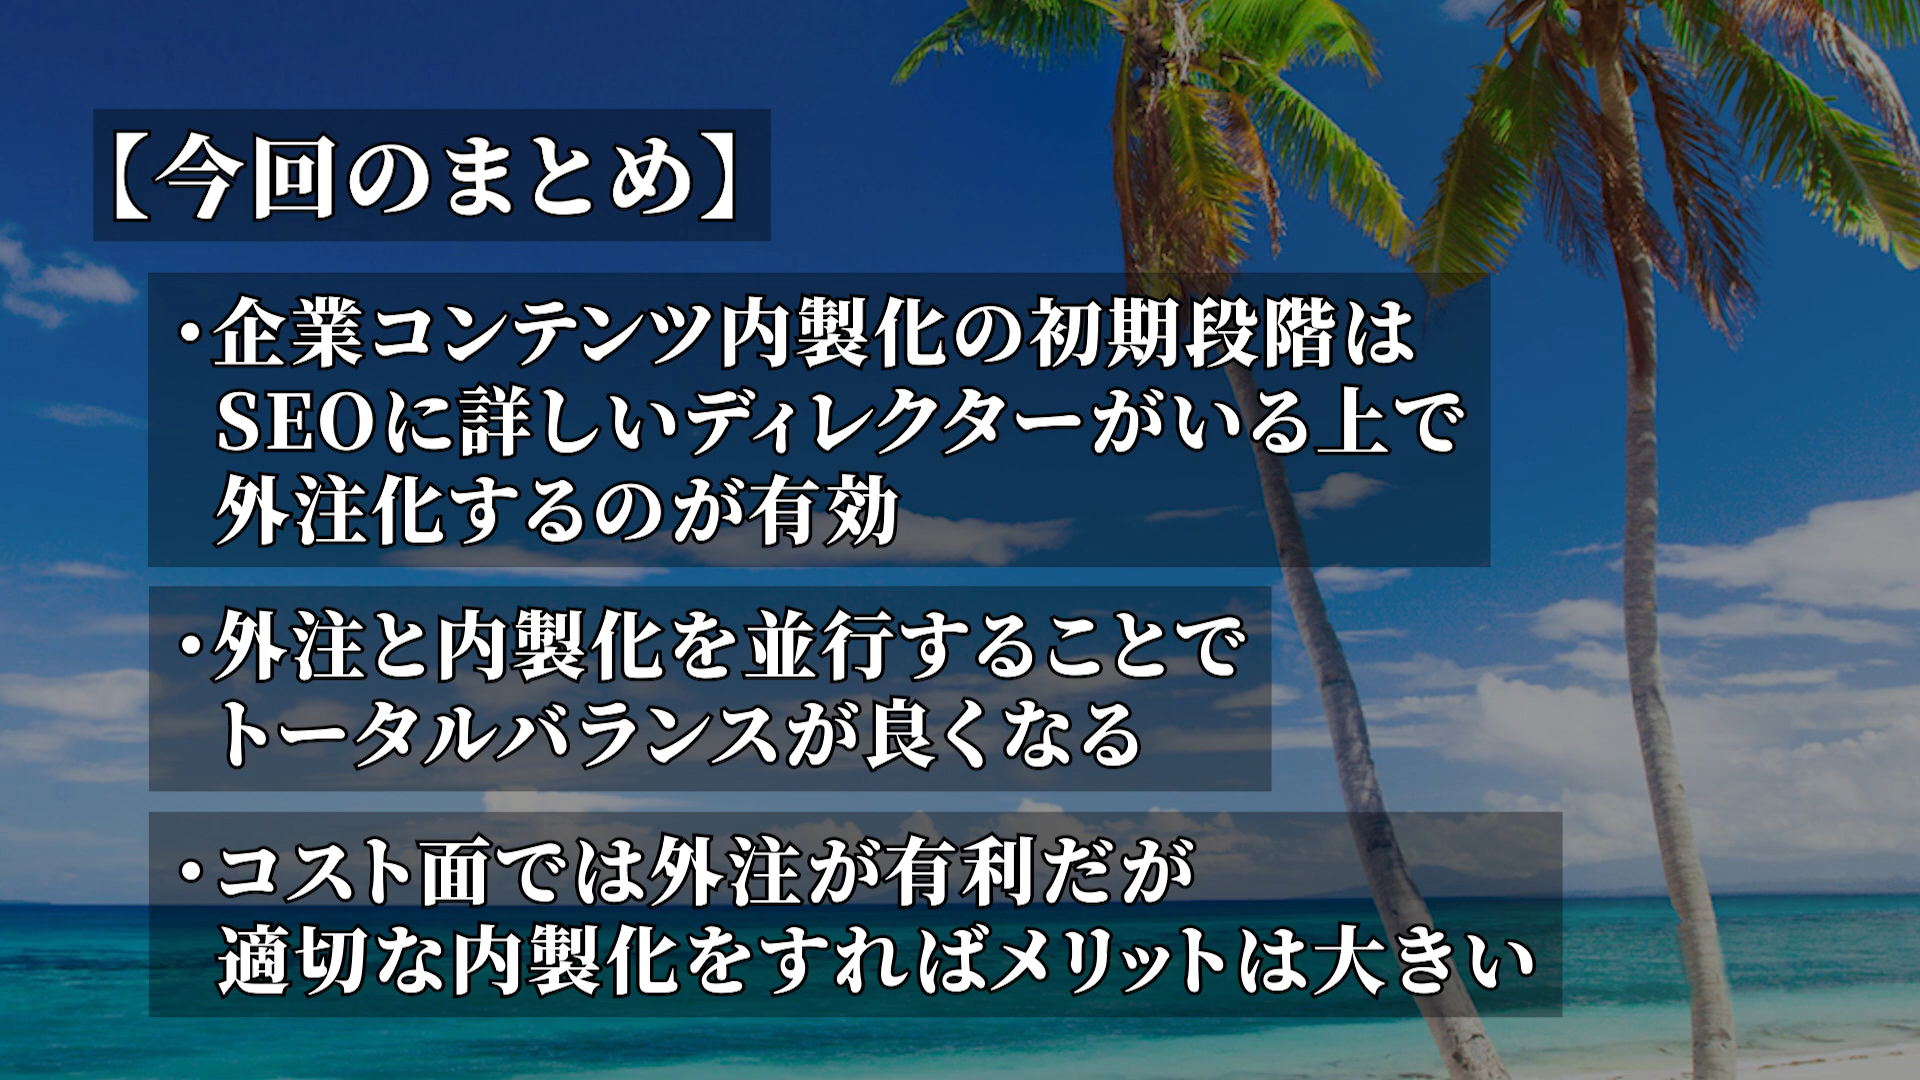 【今回のまとめ】
・企業コンテンツ内製化の初期段階は
SEOに詳しいディレクターがいる上で
外注化するのが有効
・外注と内製化を並行することで
トータルバランスが良くなる
・コスト面では外注が有利だが
適切な内製化をすればメリットは大きい